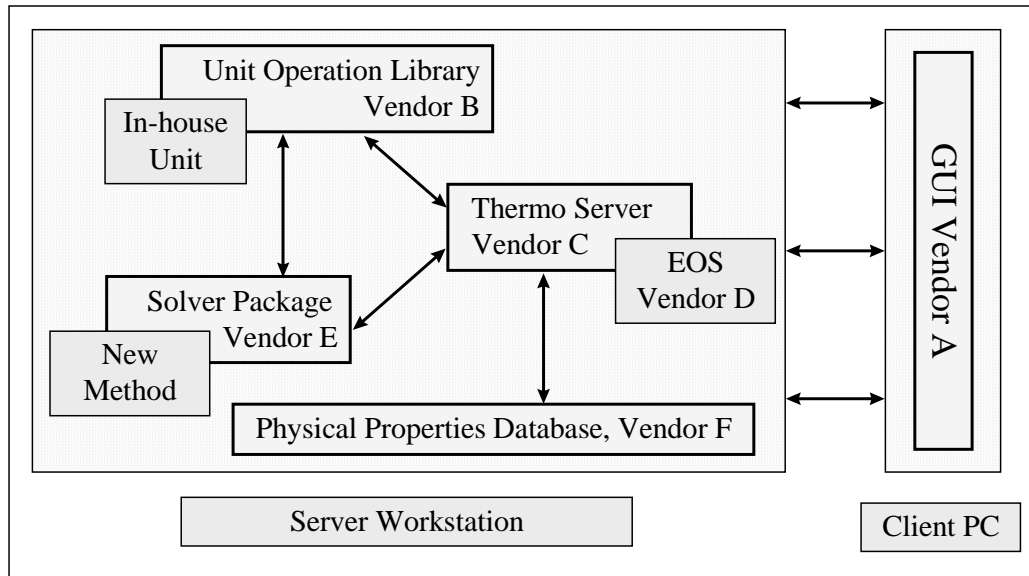 Unit Operation Library
Vendor B
In-house
Unit
Thermo Server
Vendor C
EOS
Vendor D
Solver Package
Vendor E
New
Method
Physical Properties Database, Vendor F
GUI Vendor A
Server Workstation
Client PC